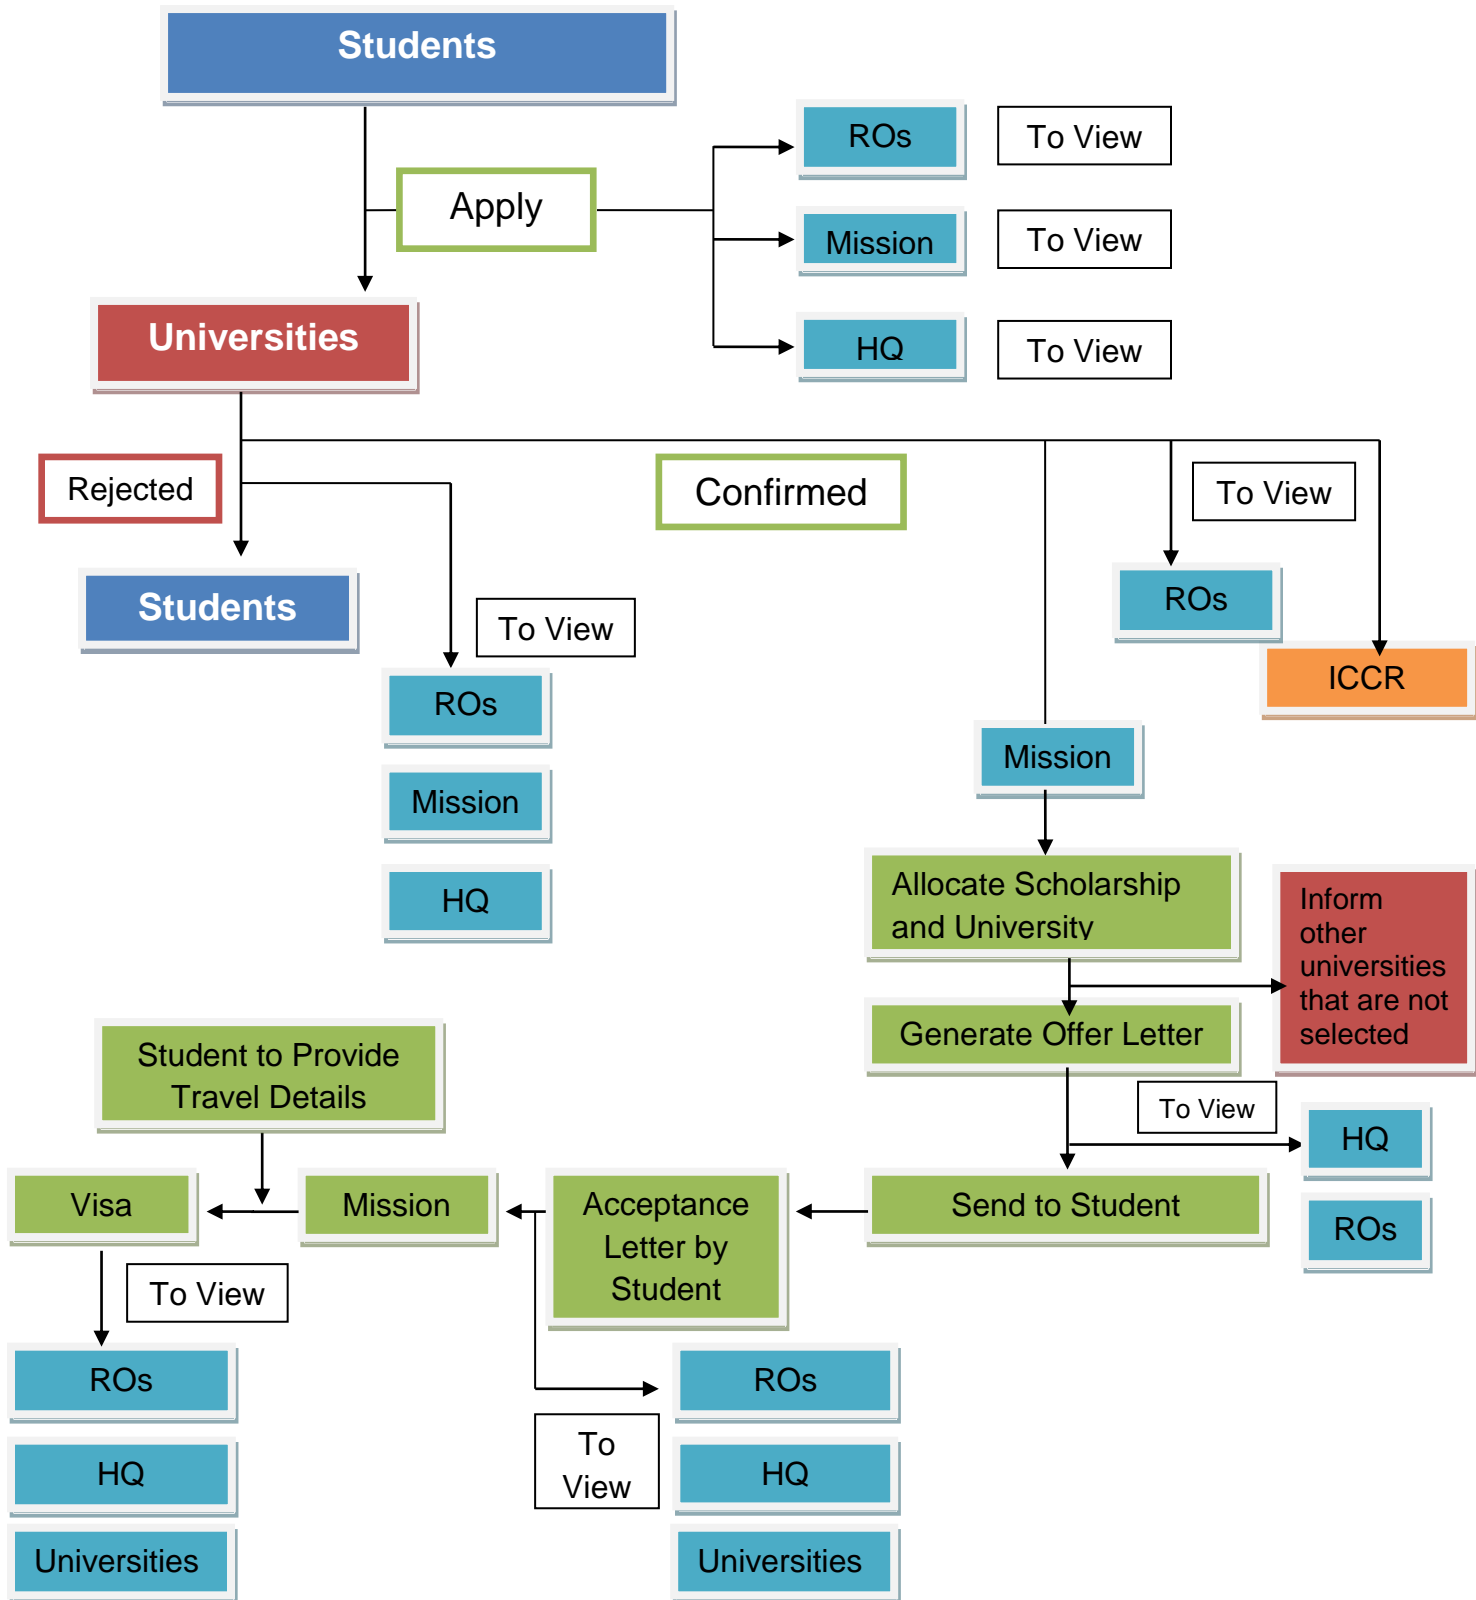 Students
ROs
To View
Apply
Mission
To View
Universities
HQ
To View
Rejected
Confirmed
To View
Students
ROs
To View
ICCR
ROs
Mission
Mission
HQ
Allocate Scholarship
and University
Inform
other
universities
that are not
selected
Generate Offer Letter
Student to Provide
Travel Details
To View
HQ
Visa
Mission
Acceptance
Letter by
Student
Send to Student
ROs
To View
ROs
ROs
To
View
HQ
HQ
Universities
Universities